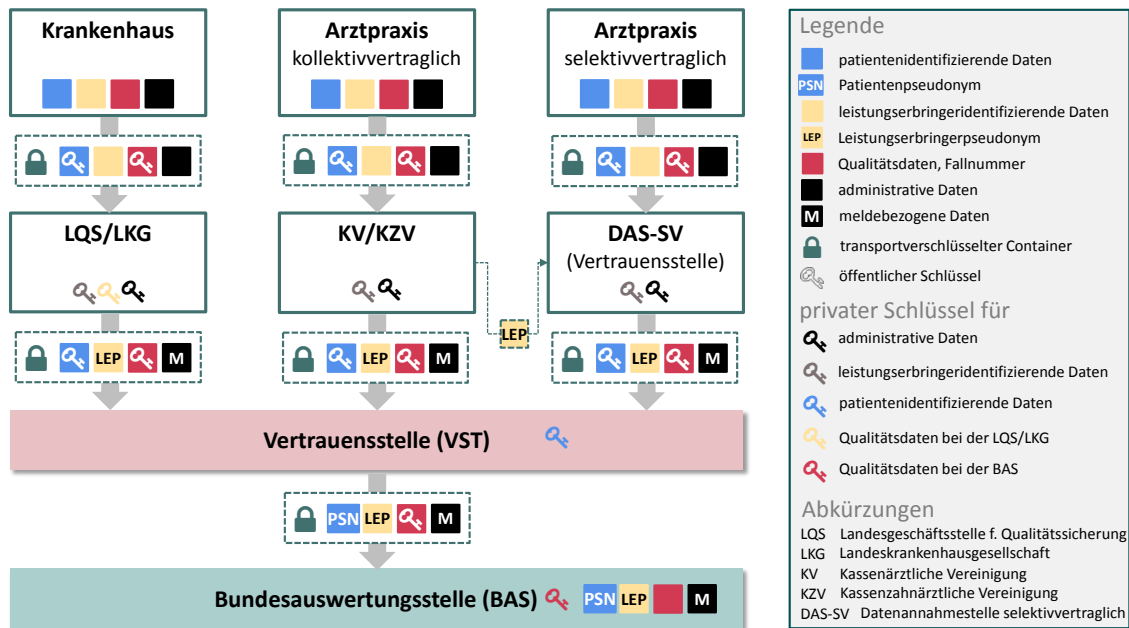 Krankenhaus
Arztpraxis
kollektivvertraglich
Arztpraxis
selektivvertraglich
LQS/LKG
KV/KZV
DAS-SV
(Vertrauensstelle)
LEP
LEP M
LEP M
LEP M
Vertrauensstelle (VST)
PSN LEP M
Bundesauswertungsstelle (BAS) PSN LEP M
Legende
patientenidentifizierende Daten
PSN Patientenpseudonym
leistungserbringeridentifizierende Daten
LEP Leistungserbringerpseudonym
Qualitätsdaten, Fallnummer
administrative Daten
M meldebezogene Daten
transportverschlüsselter Container
öffentlicher Schlüssel
privater Schlüssel für
administrative Daten
leistungserbringeridentifizierende Daten
patientenidentifizierende Daten
Qualitätsdaten bei der LQS/LKG
Qualitätsdaten bei der BAS
Abkürzungen
LQS Landesgeschäftsstelle f. Qualitätssicherung
LKG Landeskrankenhausgesellschaft
KV Kassenärztliche Vereinigung
KZV Kassenzahnärztliche Vereinigung
DAS-SV Datenannahmestelle selektivvertraglich